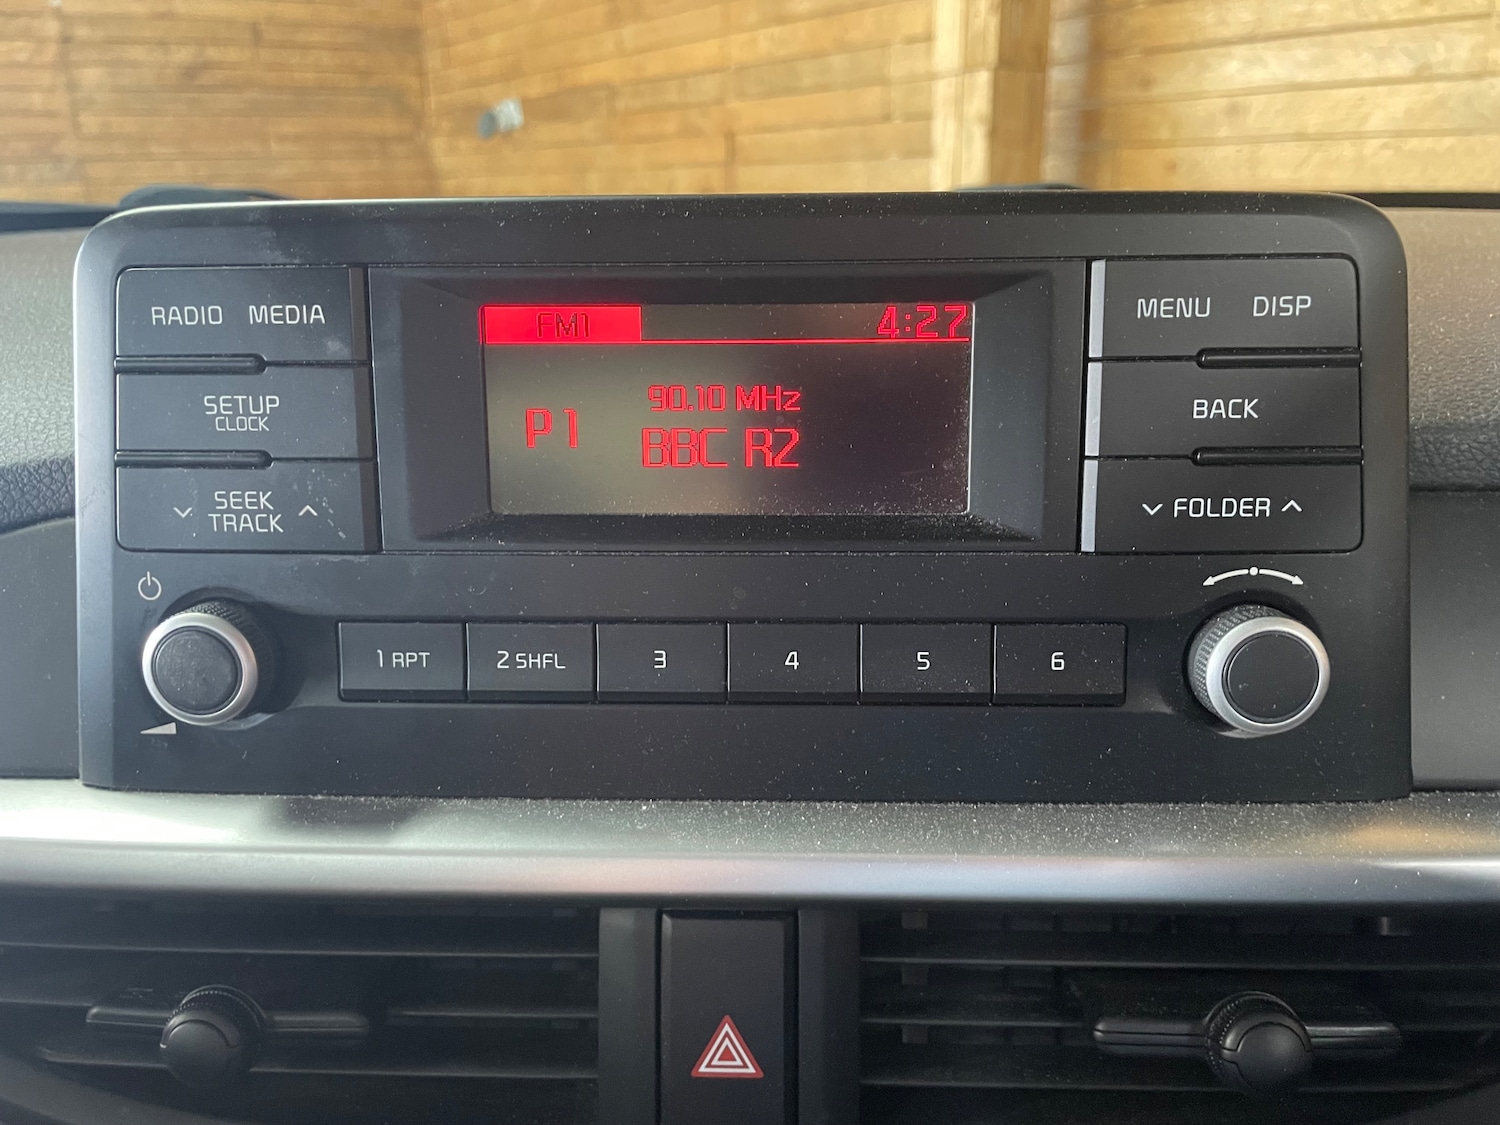 RADIO MEDIA
SETUP
CLOCK
SEEK
TRACK
FM1 4:27
P1
90.10 MHz
BBC R2
MENU DISP
BACK
FOLDER
1 RPT
2 SHFL
3
4
5
6